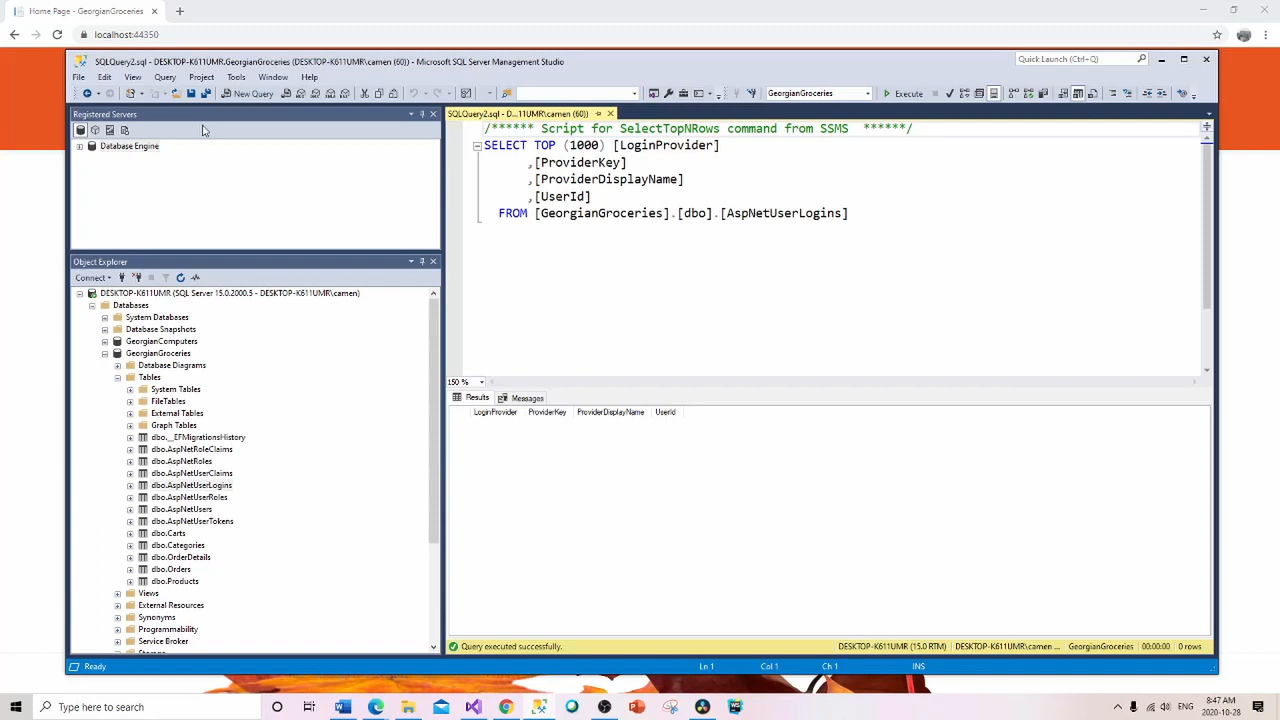 Home Page - GeorgianGroceries
localhost:44350
SQLQuery2.sql - DESKTOP-K611UMR.GeorgianGroceries (DESKTOP-K611UMR\camen (60)) - Microsoft SQL Server Management Studio
Quick Launch (Ctrl+Q)
File Edit View Query Project Tools Window Help
New Query
GeorgianGroceries
Execute
Registered Servers
Database Engine
SQLQuery2.sql - D...11UMR\camen (60))
/****** Script for SelectTopNRows command from SSMS ******/
SELECT TOP (1000) [LoginProvider]
,[ProviderKey]
,[ProviderDisplayName]
,[UserId]
FROM [GeorgianGroceries].[dbo].[AspNetUserLogins]
Object Explorer
Connect
DESKTOP-K611UMR (SQL Server 15.0.2000.5 - DESKTOP-K611UMR\camen)
Databases
System Databases
Database Snapshots
GeorgianComputers
GeorgianGroceries
Database Diagrams
Tables
System Tables
FileTables
External Tables
Graph Tables
dbo.__EFMigrationsHistory
dbo.AspNetRoleClaims
dbo.AspNetRoles
dbo.AspNetUserClaims
dbo.AspNetUserLogins
dbo.AspNetUserRoles
dbo.AspNetUsers
dbo.AspNetUserTokens
dbo.Carts
dbo.Categories
dbo.OrderDetails
dbo.Orders
dbo.Products
Views
External Resources
Synonyms
Programmability
Service Broker
150 %
Results Messages
LoginProvider ProviderKey ProviderDisplayName UserId
Query executed successfully.
DESKTOP-K611UMR (15.0 RTM) DESKTOP-K611UMR\camen ... GeorgianGroceries 00:00:00 0 rows
Ready
Ln 1 Col 1 Ch 1 INS
Type here to search
ENG
8:47 AM
2020-10-28